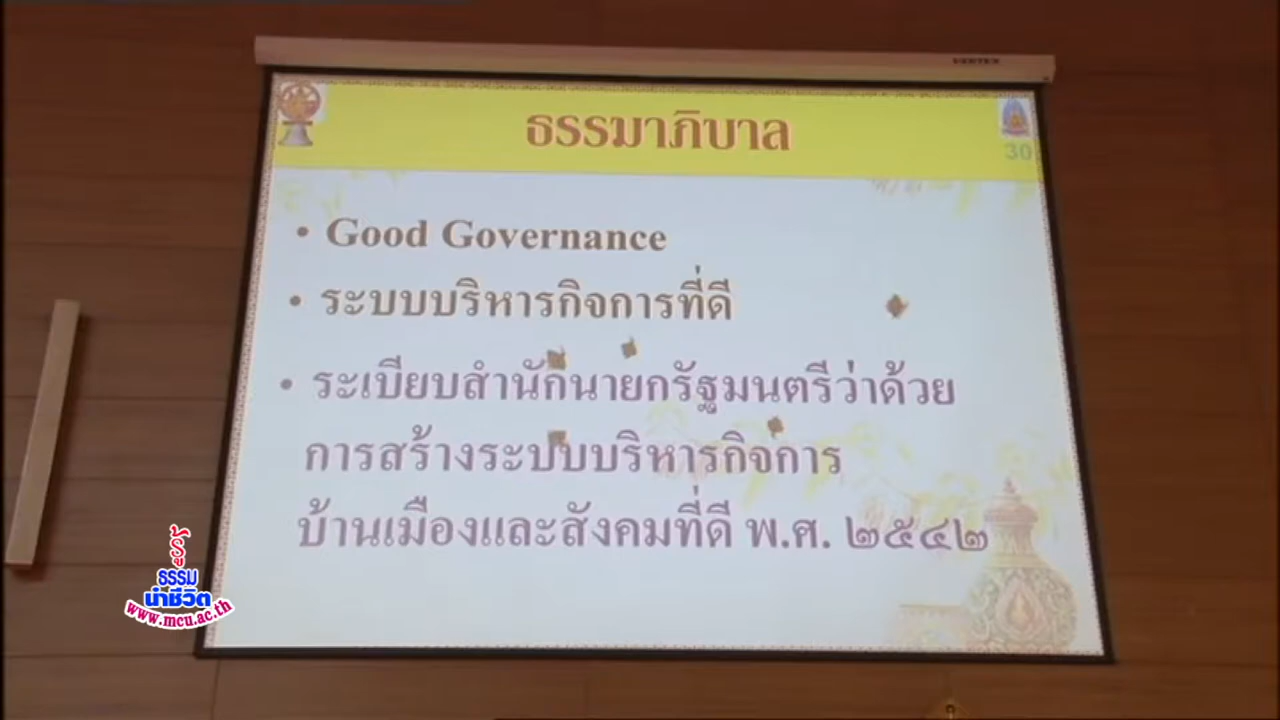 VERTEX
ธรรมาภิบาล
30
• Good Governance
• ระบบบริหารกิจการที่ดี
• ระเบียบสำนักนายกรัฐมนตรีว่าด้วย
การสร้างระบบบริหารกิจการ
บ้านเมืองและสังคมที่ดี พ.ศ. ๒๕๔๒
รู้
ธรรม
นำชีวิต
www.mcu.ac.th